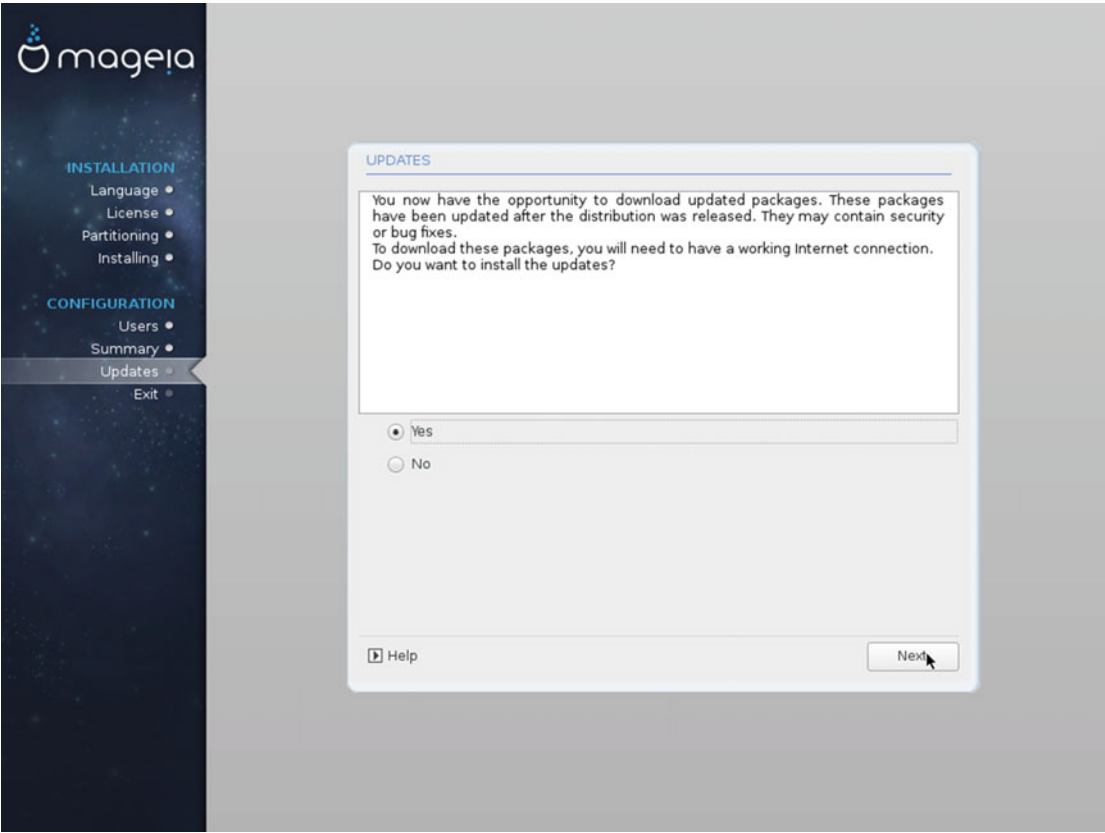 mageia
INSTALLATION
Language
License
Partitioning
Installing
CONFIGURATION
Users
Summary
Updates
Exit
UPDATES
You now have the opportunity to download updated packages. These packages
have been updated after the distribution was released. They may contain security
or bug fixes.
To download these packages, you will need to have a working Internet connection.
Do you want to install the updates?
Yes
No
Help
Next